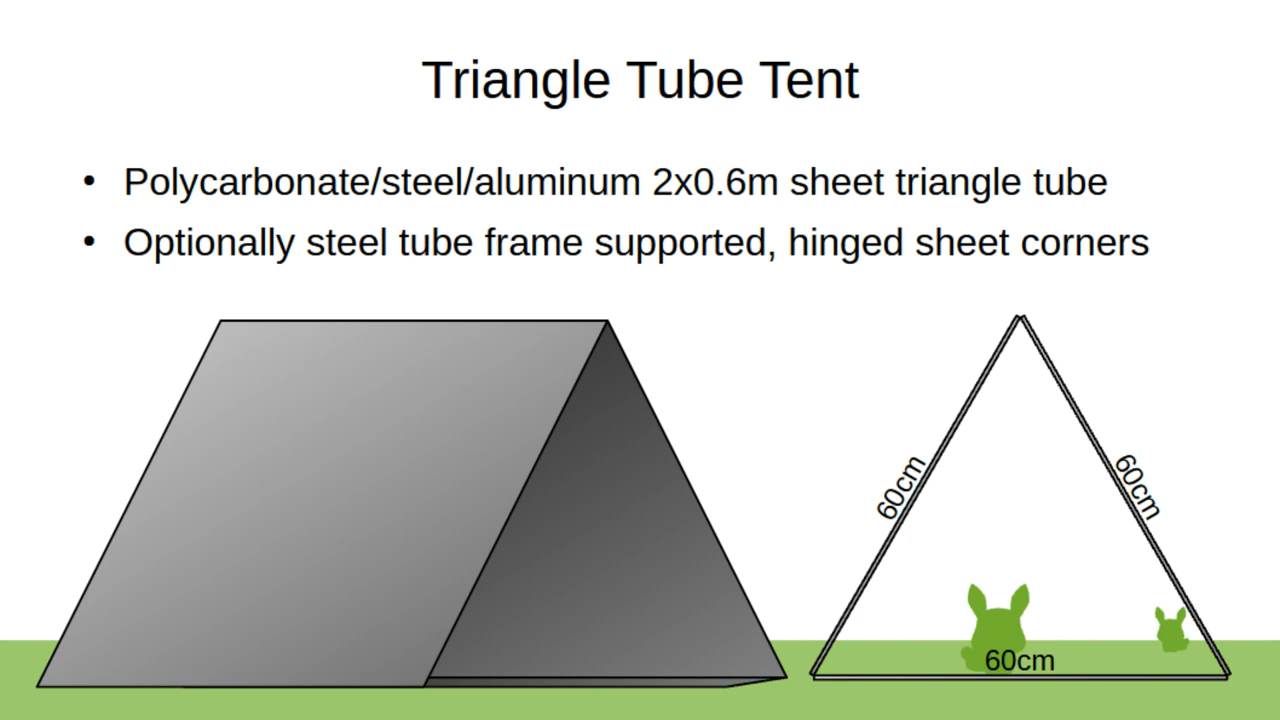 Triangle Tube Tent
• Polycarbonate/steel/aluminum 2x0.6m sheet triangle tube
• Optionally steel tube frame supported, hinged sheet corners
60cm
60cm
60cm